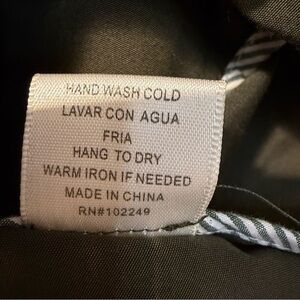 HAND WASH COLD
LAVAR CON AGUA
FRIA
HANG TO DRY
WARM IRON IF NEEDED
MADE IN CHINA
RN#102249